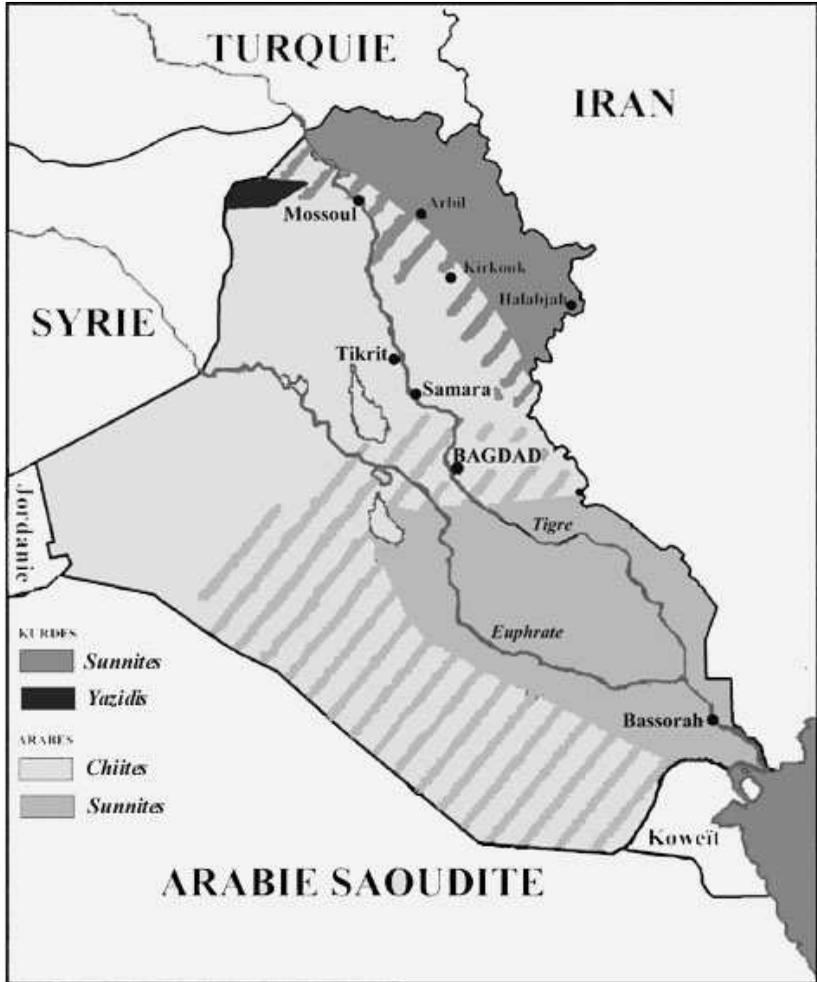 TURQUIE
IRAN
Arbil
Mossoul
Kirkouk
Halabjah
SYRIE
Tikrit
Samara
BAGDAD
Jordanie
Tigre
Euphrate
KURDES
Sunnites
Yazidis
Bassorah
ARABES
Chiites
Sunnites
Koweït
ARABIE SAOUDITE